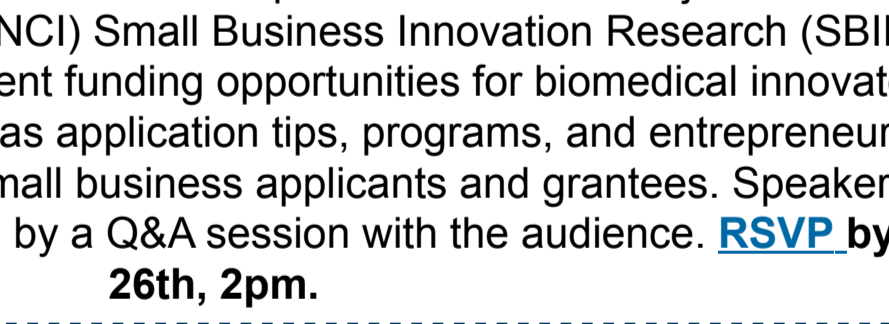 NCI) Small Business Innovation Research (SBI
ent funding opportunities for biomedical innovat
as application tips, programs, and entrepreneur
mall business applicants and grantees. Speaker
by a Q&A session with the audience. RSVP by
26th, 2pm.